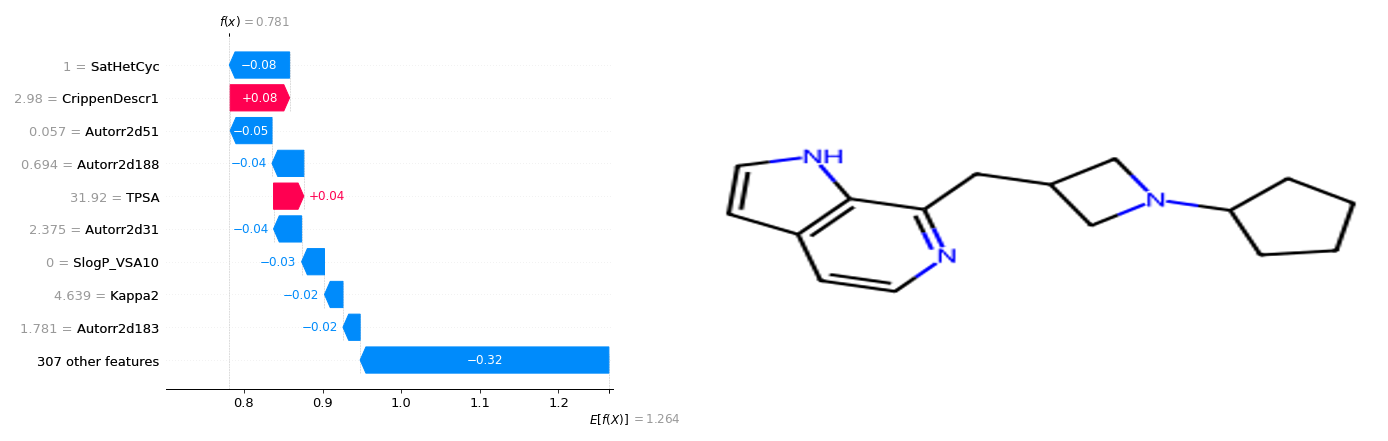 f(x) = 0.781
1 = SatHetCyc −0.08
2.98 = CrippenDescr1 +0.08
0.057 = Autorr2d51 −0.05
0.694 = Autorr2d188 −0.04
31.92 = TPSA +0.04
2.375 = Autorr2d31 −0.04
0 = SlogP_VSA10 −0.03
4.639 = Kappa2 −0.02
1.781 = Autorr2d183 −0.02
307 other features −0.32
0.8 0.9 1.0 1.1 1.2
E[f(X)] = 1.264
NH
N
N